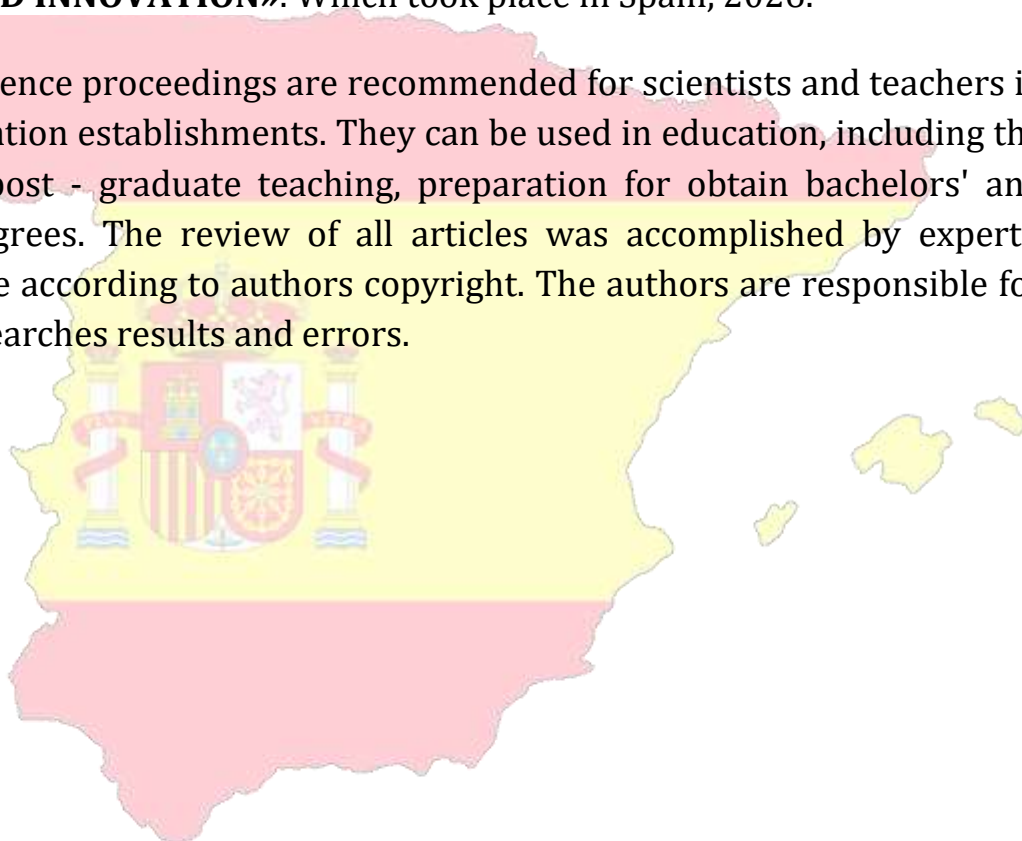 D INNOVATION». Which took place in Spain, 2026.
ence proceedings are recommended for scientists and teachers i
ation establishments. They can be used in education, including th
post - graduate teaching, preparation for obtain bachelors' an
grees. The review of all articles was accomplished by expert
e according to authors copyright. The authors are responsible fo
earches results and errors.